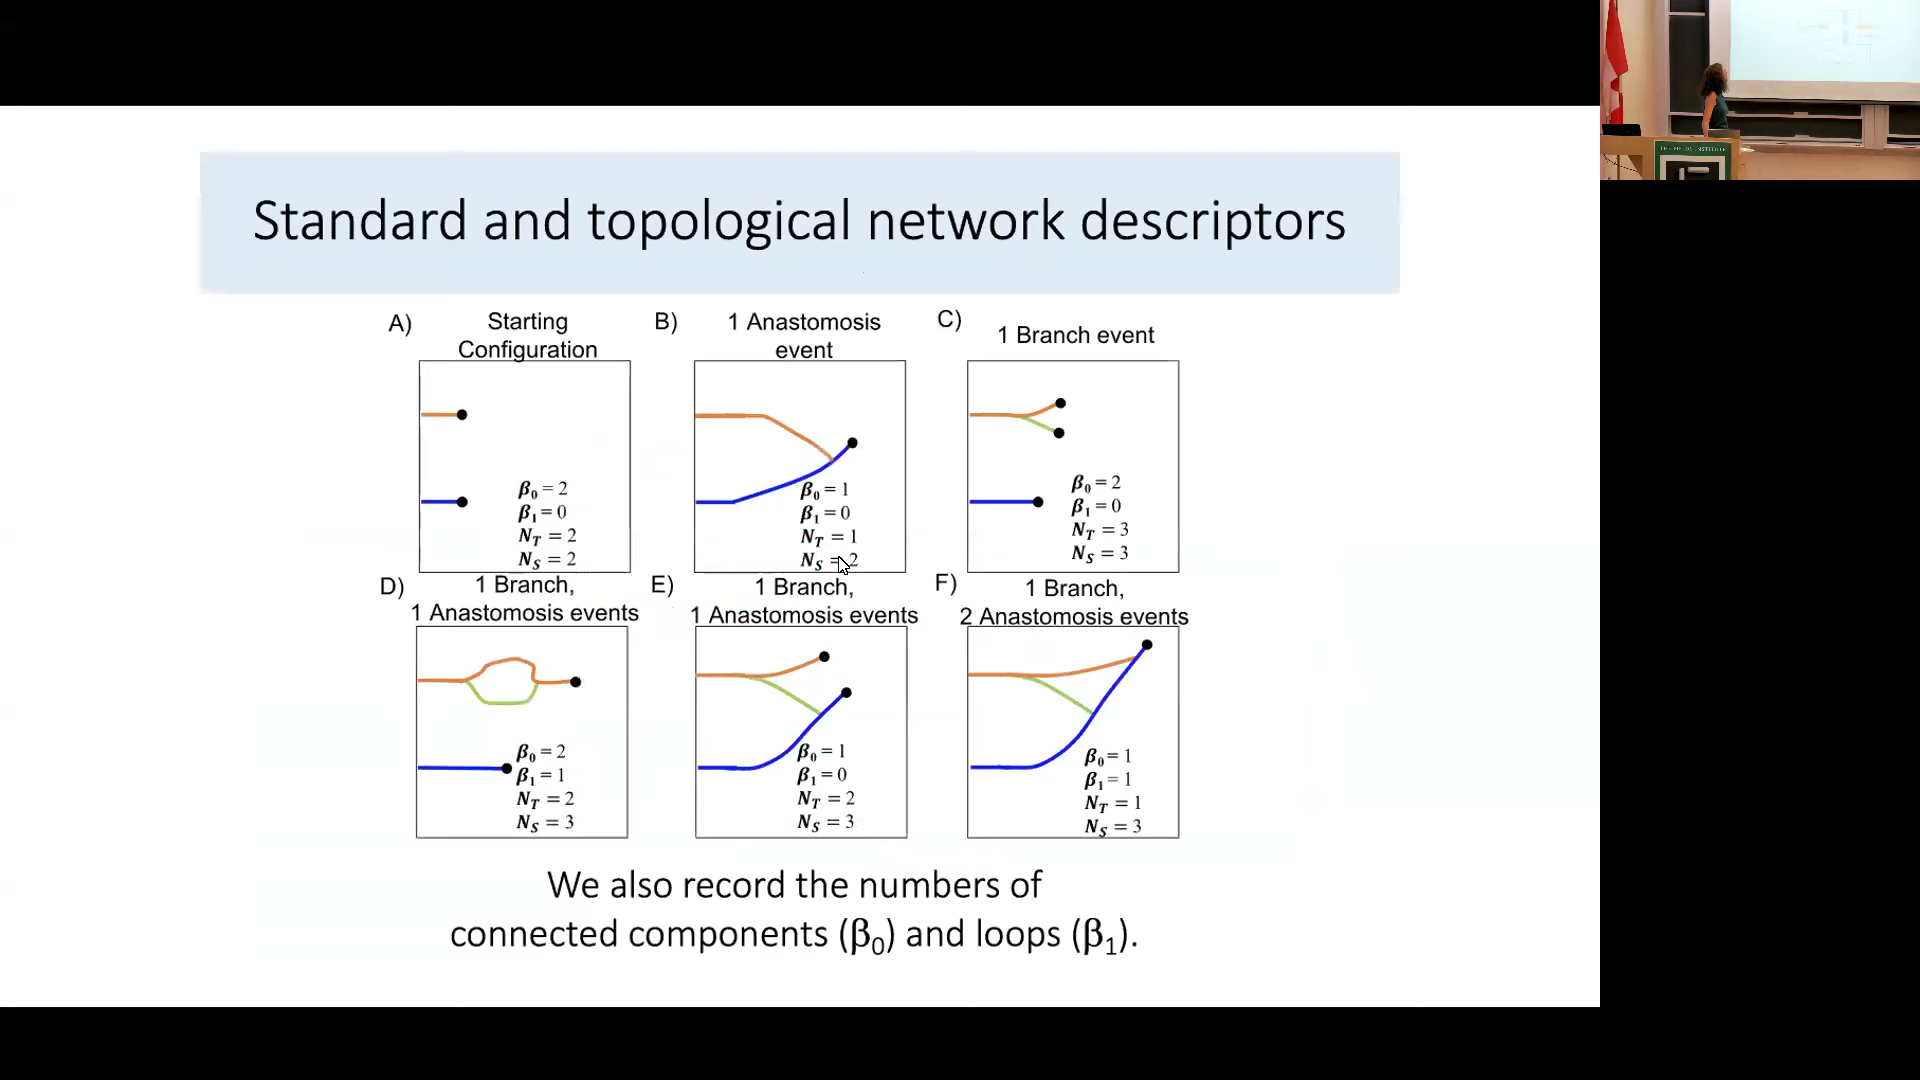 Standard and topological network descriptors
A) Starting Configuration
β0 = 2
β1 = 0
NT = 2
NS = 2
B) 1 Anastomosis event
β0 = 1
β1 = 0
NT = 1
NS = 2
C) 1 Branch event
β0 = 2
β1 = 0
NT = 3
NS = 3
D) 1 Branch,
1 Anastomosis events
β0 = 2
β1 = 1
NT = 2
NS = 3
E) 1 Branch,
1 Anastomosis events
β0 = 1
β1 = 0
NT = 2
NS = 3
F) 1 Branch,
2 Anastomosis events
β0 = 1
β1 = 1
NT = 1
NS = 3
We also record the numbers of
connected components (β0) and loops (β1).
THE FIELDS INSTITUTE